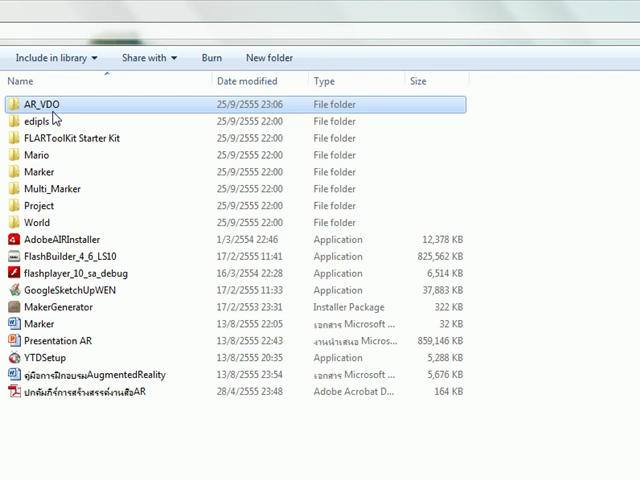 Include in library Share with Burn New folder
Name Date modified Type Size
AR_VDO 25/9/2555 23:06 File folder
edipls 25/9/2555 22:00 File folder
FLARToolKit Starter Kit 25/9/2555 22:00 File folder
Mario 25/9/2555 22:00 File folder
Marker 25/9/2555 22:00 File folder
Multi_Marker 25/9/2555 22:00 File folder
Project 25/9/2555 22:00 File folder
World 25/9/2555 22:00 File folder
AdobeAIRInstaller 1/3/2554 22:46 Application 12,378 KB
FlashBuilder_4_6_LS10 17/2/2555 11:41 Application 825,562 KB
flashplayer_10_sa_debug 16/3/2554 22:28 Application 6,514 KB
GoogleSketchUpWEN 17/2/2555 11:33 Application 37,883 KB
MakerGenerator 17/2/2553 23:31 Installer Package 322 KB
Marker 13/8/2555 22:05 เอกสาร Microsoft ... 32 KB
Presentation AR 13/8/2555 22:43 งานนำเสนอ Micros... 859,146 KB
YTDSetup 13/8/2555 20:35 Application 5,288 KB
คู่มือการฝึกอบรมAugmentedReality 13/8/2555 23:54 เอกสาร Microsoft ... 5,676 KB
ปกคัมภีร์การสร้างสรรค์งานสื่อAR 28/4/2555 23:48 Adobe Acrobat D... 164 KB